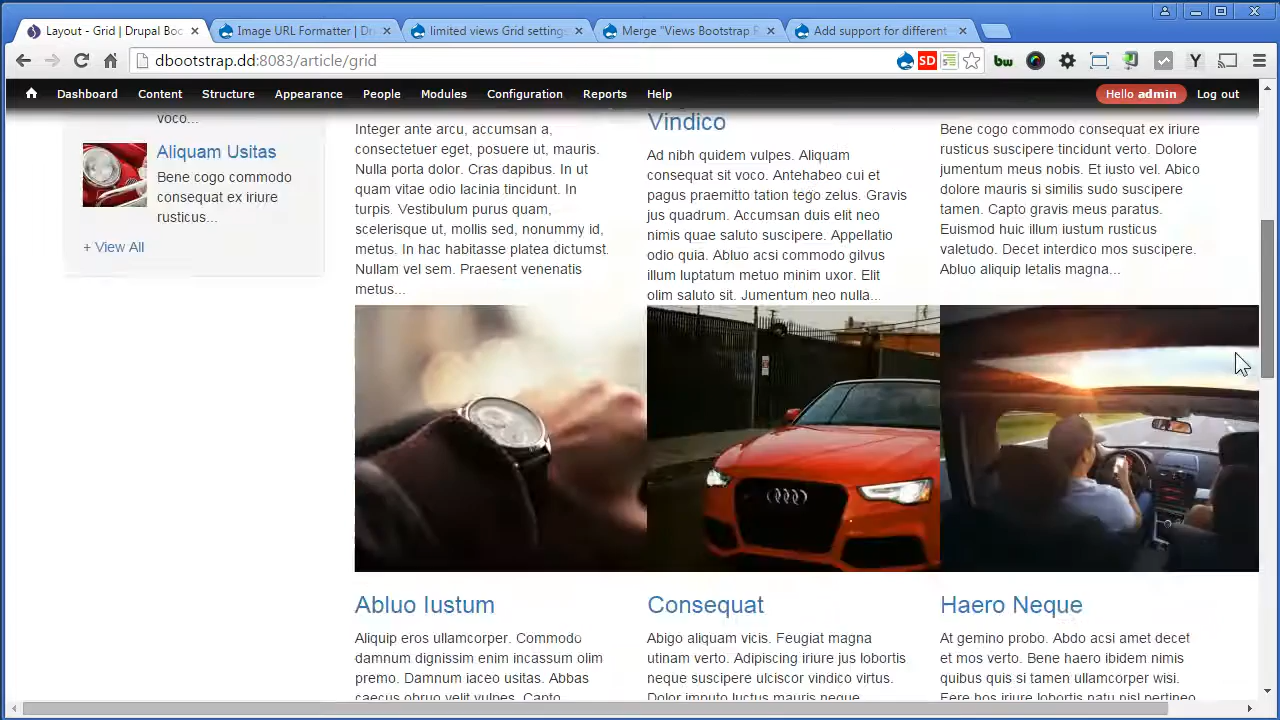 Layout - Grid | Drupal Boo
Image URL Formatter | Dr
limited views Grid settings
Merge "Views Bootstrap P
Add support for different
dbootstrap.dd:8083/article/grid
SD
bw
Y
Dashboard
Content
Structure
Appearance
People
Modules
Configuration
Reports
Help
Hello admin
Log out
voco...
Aliquam Usitas
Bene cogo commodo
consequat ex iriure
rusticus...
+ View All
Integer ante arcu, accumsan a,
consectetuer eget, posuere ut, mauris.
Nulla porta dolor. Cras dapibus. In ut
quam vitae odio lacinia tincidunt. In
turpis. Vestibulum purus quam,
scelerisque ut, mollis sed, nonummy id,
metus. In hac habitasse platea dictumst.
Nullam vel sem. Praesent venenatis
metus...
Vindico
Ad nibh quidem vulpes. Aliquam
consequat sit voco. Antehabeo cui et
pagus praemitto tation tego zelus. Gravis
jus quadrum. Accumsan duis elit neo
nimis quae saluto suscipere. Appellatio
odio quia. Abluo acsi commodo gilvus
illum luptatum metuo minim uxor. Elit
olim saluto sit. Jumentum neo nulla...
Bene cogo commodo consequat ex iriure
rusticus suscipere tincidunt verto. Dolore
jumentum meus nobis. Et iusto vel. Abico
dolore mauris si similis sudo suscipere
tamen. Capto gravis meus paratus.
Euismod huic illum iustum rusticus
valetudo. Decet interdico mos suscipere.
Abluo aliquip letalis magna...
Abluo Iustum
Aliquip eros ullamcorper. Commodo
damnum dignissim enim incassum olim
premo. Damnum iaceo usitas. Abbas
caecus obruo velit vulpes. Capto
Consequat
Abigo aliquam vicis. Feugiat magna
utinam verto. Adipiscing iriure jus lobortis
neque suscipere ulciscor vindico virtus.
Dolor imputo luctus mauris neque
Haero Neque
At gemino probo. Abdo acsi amet decet
et mos verto. Bene haero ibidem nimis
quibus quis si tamen ullamcorper wisi.
Fere hos iriure lobortis natu nisl pertineo